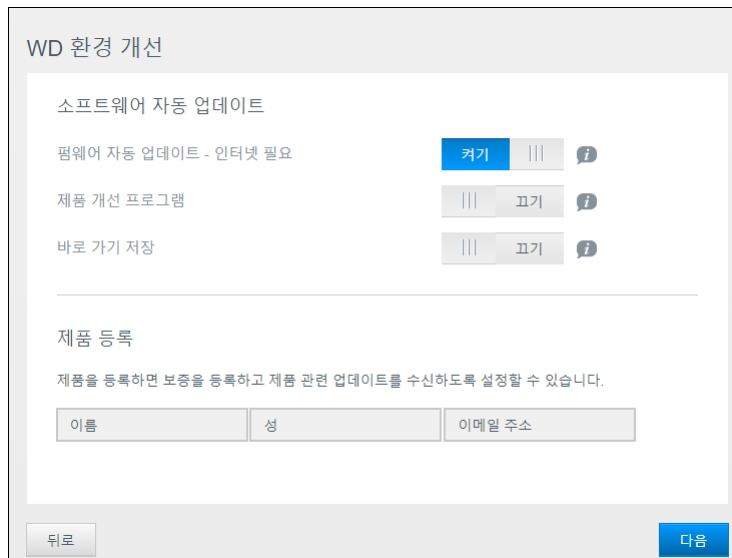 WD 환경 개선
소프트웨어 자동 업데이트
펌웨어 자동 업데이트 - 인터넷 필요 켜기
제품 개선 프로그램 끄기
바로 가기 저장 끄기
제품 등록
제품을 등록하면 보증을 등록하고 제품 관련 업데이트를 수신하도록 설정할 수 있습니다.
이름 성 이메일 주소
뒤로 다음